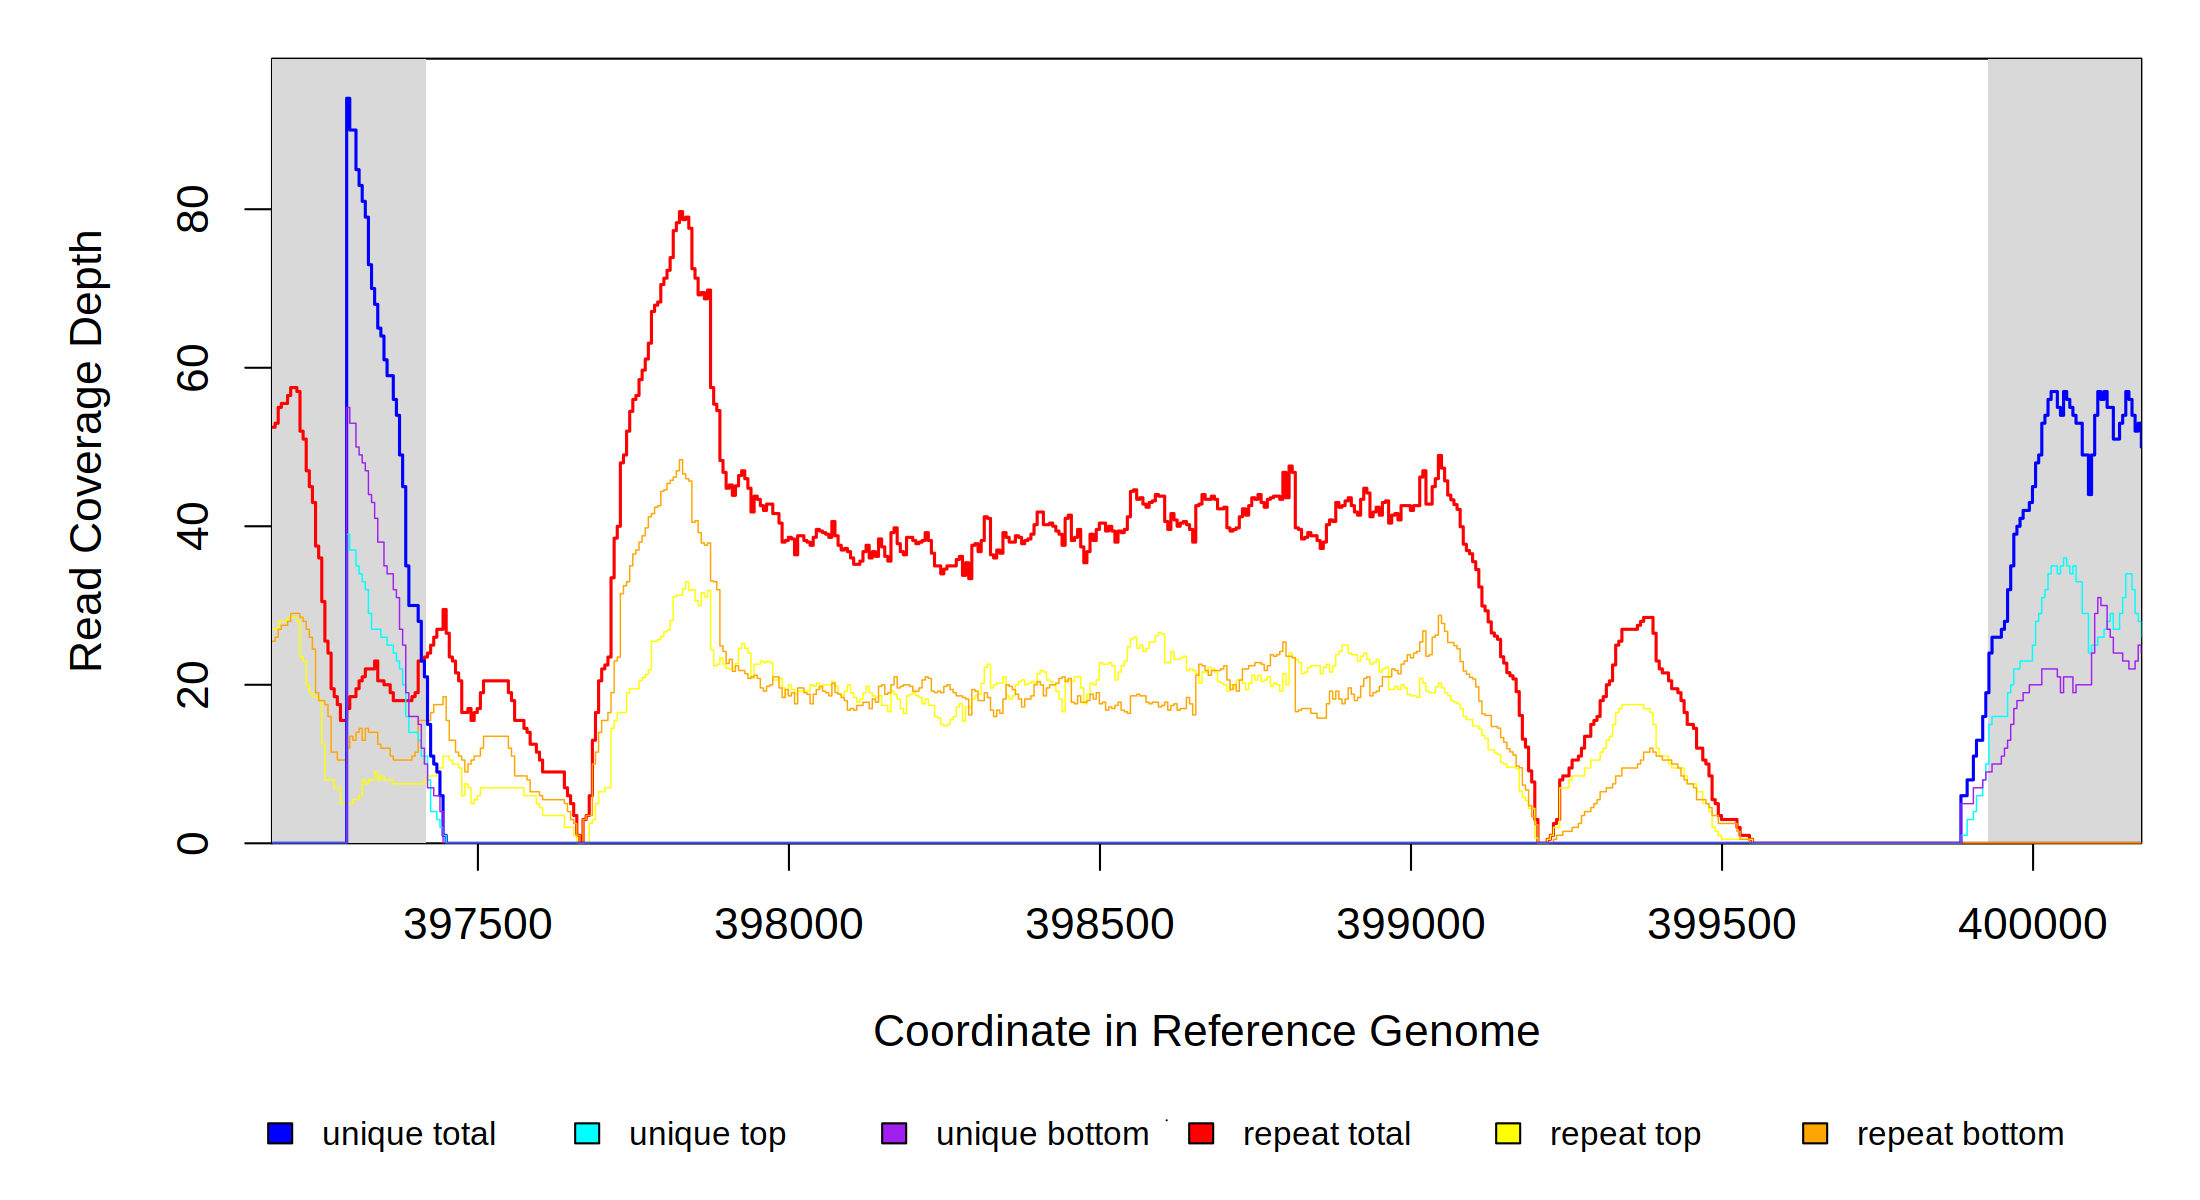 Read Coverage Depth
80
60
40
20
0
397500 398000 398500 399000 399500 400000
Coordinate in Reference Genome
unique total unique top unique bottom repeat total repeat top repeat bottom